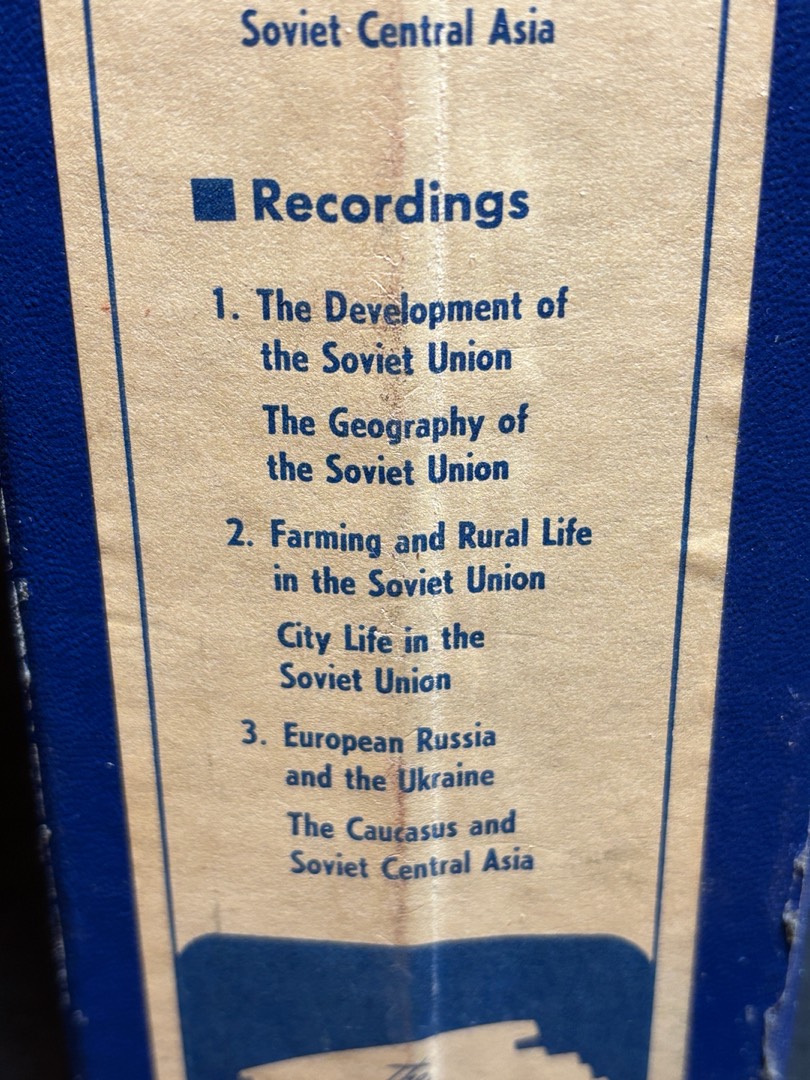 Soviet Central Asia
Recordings
1. The Development of
the Soviet Union
The Geography of
the Soviet Union
2. Farming and Rural Life
in the Soviet Union
City Life in the
Soviet Union
3. European Russia
and the Ukraine
The Caucasus and
Soviet Central Asia
The